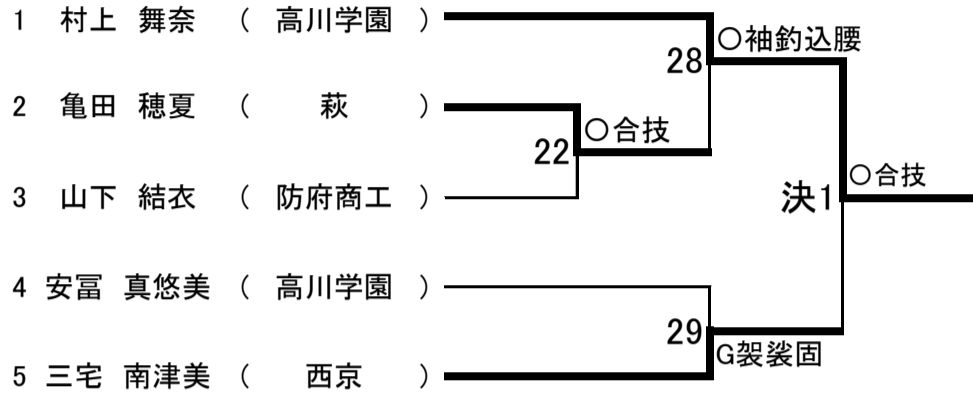 1 村上 舞奈 （ 高川学園 ）
○袖釣込腰
28
2 亀田 穂夏 （ 萩 ）
○合技
22
○合技
決1
3 山下 結衣 （ 防府商工 ）
4 安冨 真悠美 （ 高川学園 ）
29
G袈裟固
5 三宅 南津美 （ 西京 ）